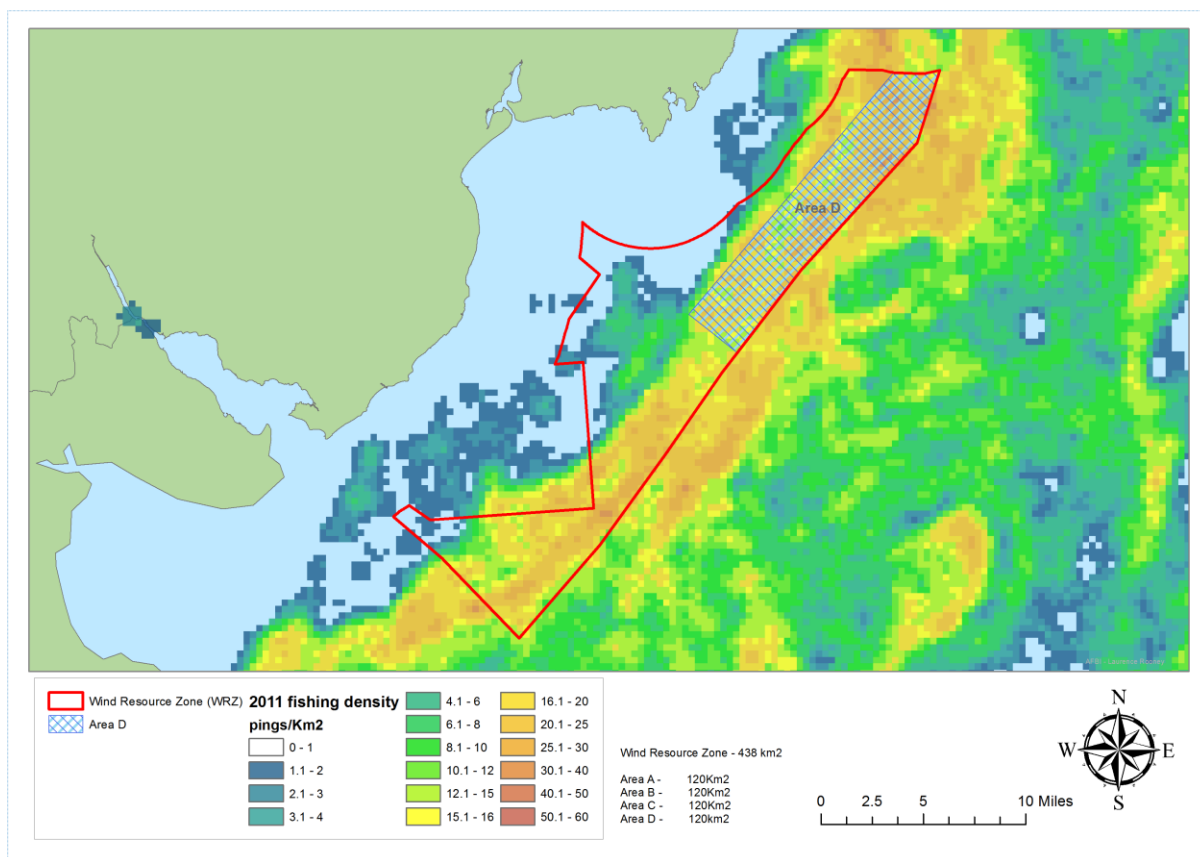 Area D
AFBI - Lawrence Rooney
Wind Resource Zone (WRZ)
Area D
2011 fishing density
pings/Km2
0 - 1
1.1 - 2
2.1 - 3
3.1 - 4
4.1 - 6
6.1 - 8
8.1 - 10
10.1 - 12
12.1 - 15
15.1 - 16
16.1 - 20
20.1 - 25
25.1 - 30
30.1 - 40
40.1 - 50
50.1 - 60
Wind Resource Zone - 438 km2
Area A - 120Km2
Area B - 120Km2
Area C - 120Km2
Area D - 120km2
N
W E
S
0 2.5 5 10 Miles